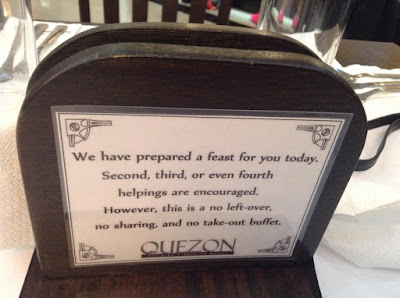 We have prepared a feast for you today.
Second, third, or even fourth
helpings are encouraged.
However, this is a no left-over,
no sharing, and no take-out buffet.
QUEZON